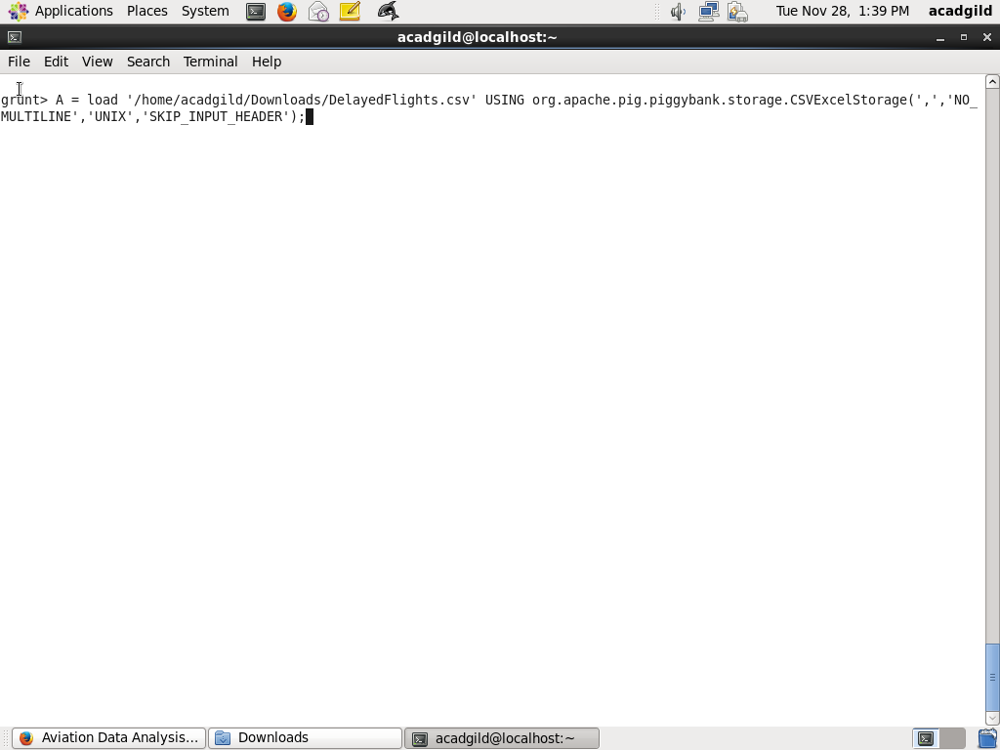 Applications Places System Tue Nov 28, 1:39 PM acadgild
acadgild@localhost:~
File Edit View Search Terminal Help
grunt> A = load '/home/acadgild/Downloads/DelayedFlights.csv' USING org.apache.pig.piggybank.storage.CSVExcelStorage(',','NO_
MULTILINE','UNIX','SKIP_INPUT_HEADER');
Aviation Data Analysis... Downloads acadgild@localhost:~